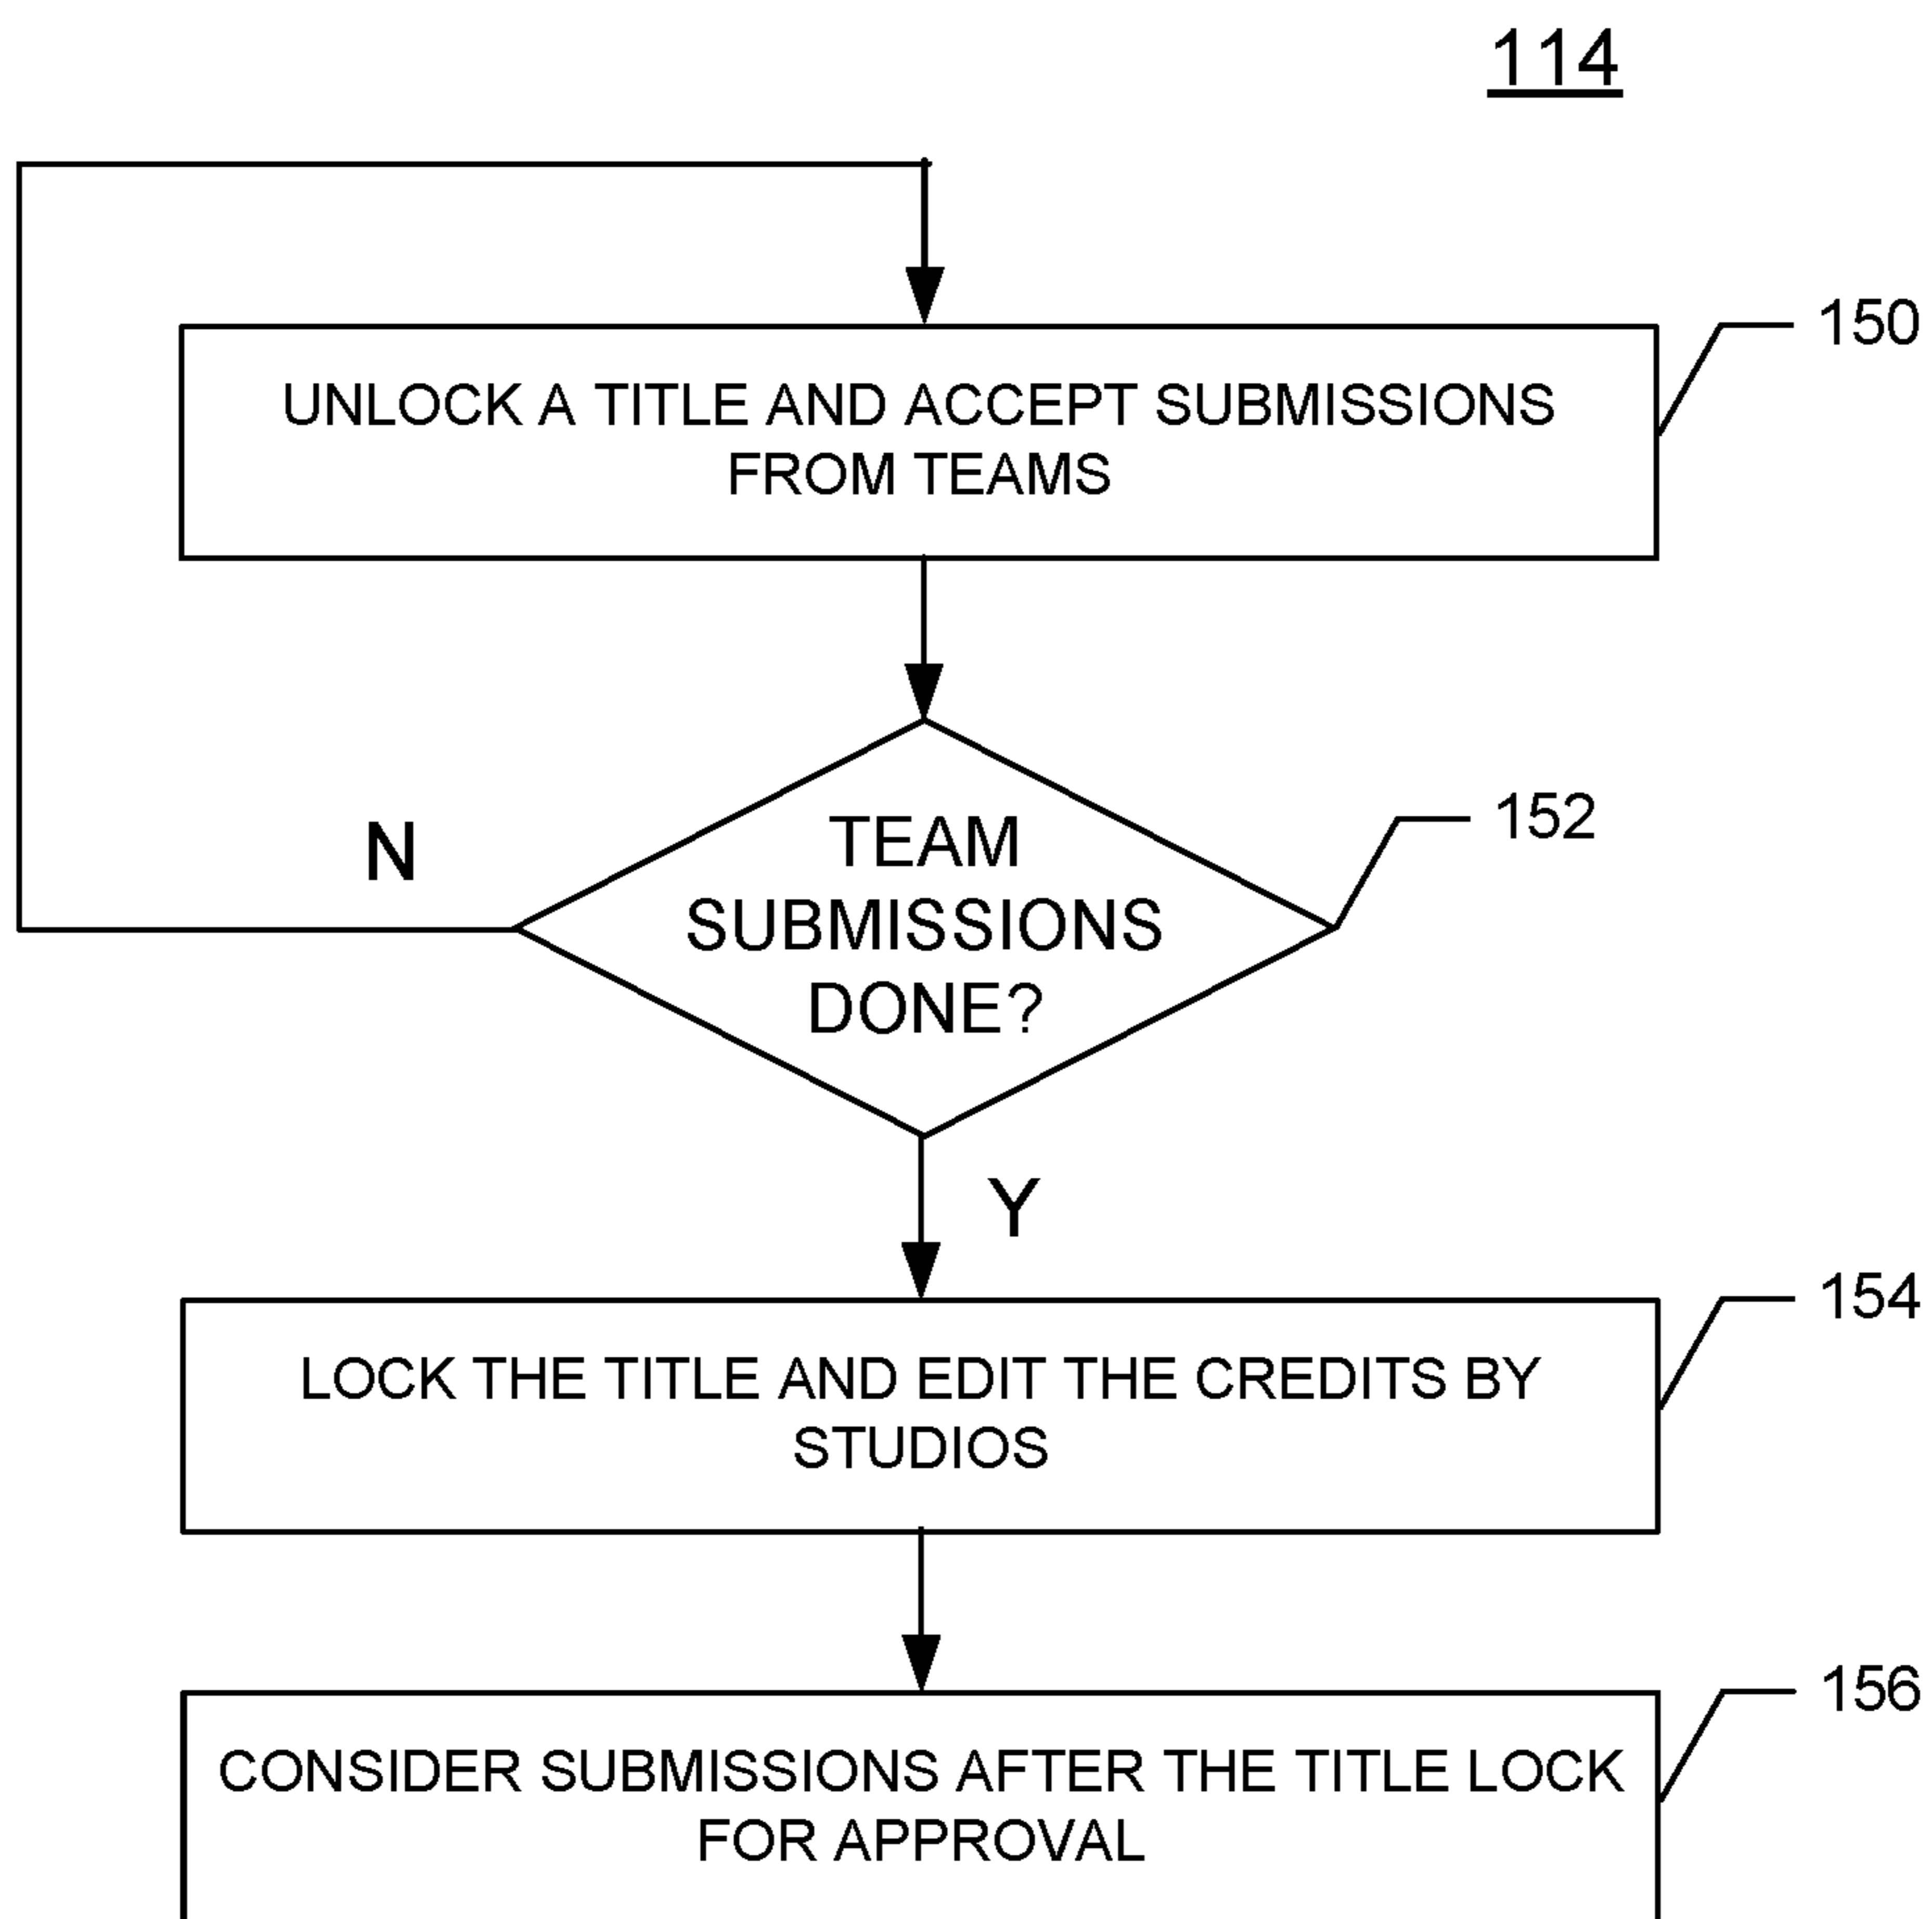 114
150
UNLOCK A TITLE AND ACCEPT SUBMISSIONS
FROM TEAMS
152
TEAM
SUBMISSIONS
DONE?
N
Y
154
LOCK THE TITLE AND EDIT THE CREDITS BY
STUDIOS
156
CONSIDER SUBMISSIONS AFTER THE TITLE LOCK
FOR APPROVAL